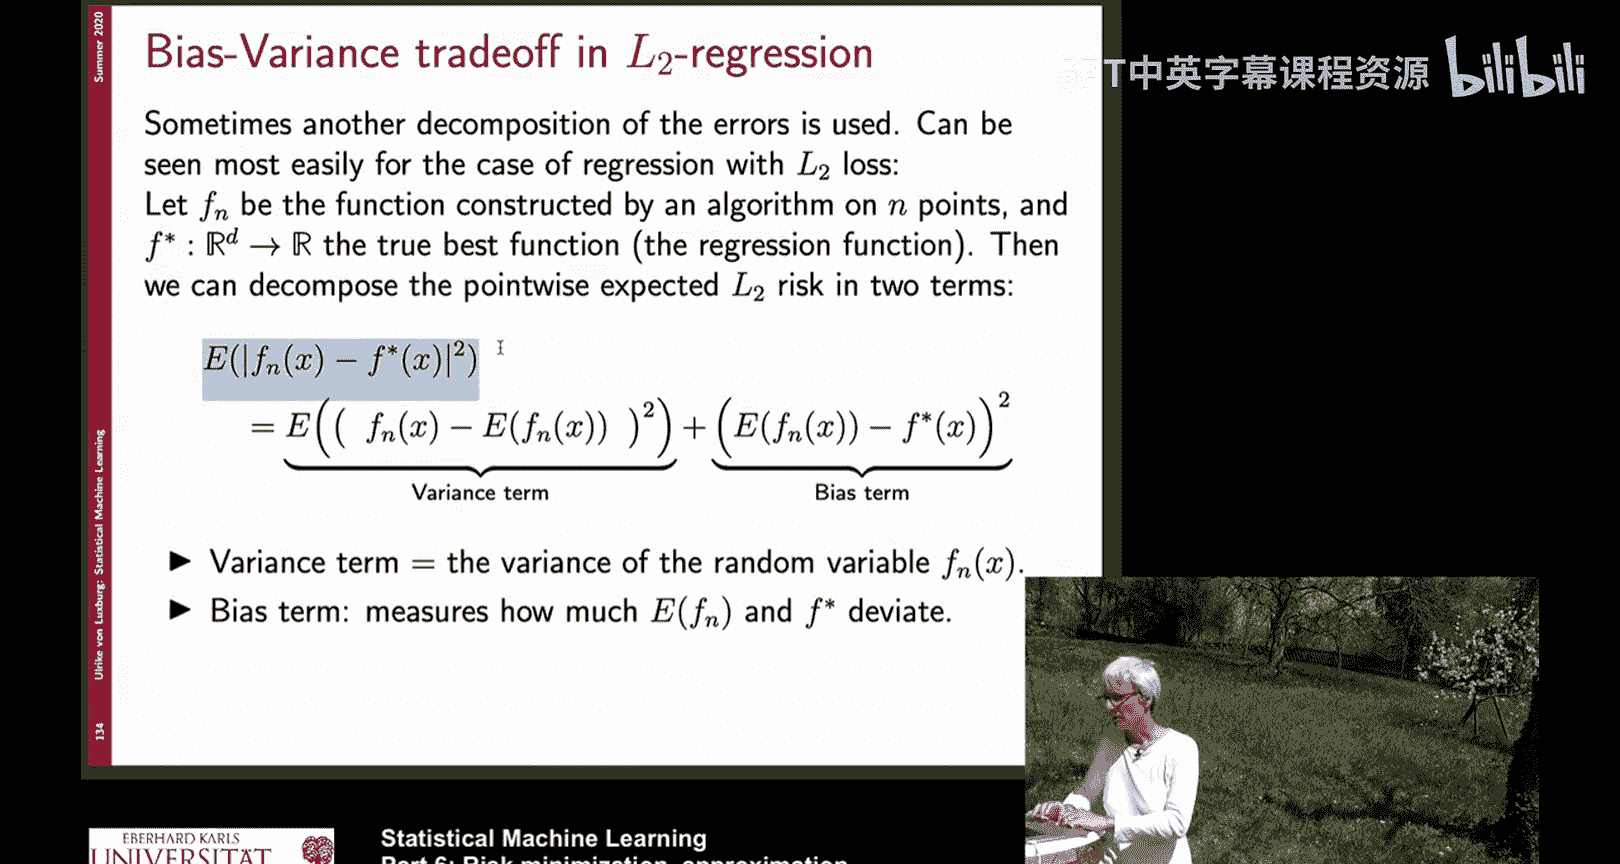 Summer 2020
Bias-Variance tradeoff in L₂-regression
T中英字幕课程资源 bilibili
Sometimes another decomposition of the errors is used. Can be
seen most easily for the case of regression with L₂ loss:
Let fₙ be the function constructed by an algorithm on n points, and
f* : ℝᵈ → ℝ the true best function (the regression function). Then
we can decompose the pointwise expected L₂ risk in two terms:
E(|fₙ(x) − f*(x)|²)
= E(( fₙ(x) − E(fₙ(x)) )²) + (E(fₙ(x)) − f*(x))²
Variance term Bias term
▶ Variance term = the variance of the random variable fₙ(x).
▶ Bias term: measures how much E(fₙ) and f* deviate.
Ulrike von Luxburg: Statistical Machine Learning
134
EBERHARD KARLS
UNIVERSITÄT
Statistical Machine Learning
Part 6: Risk minimization, approximation